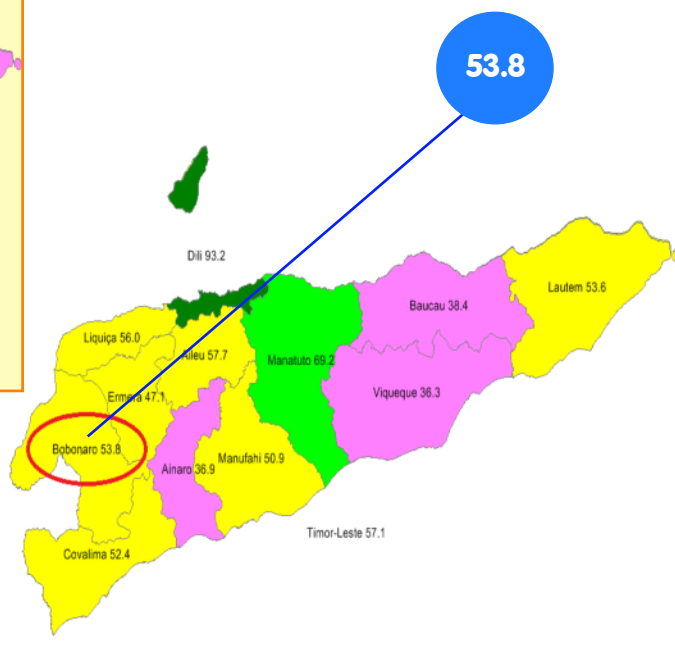 53.8
Dili 93.2
Lautem 53.6
Baucau 38.4
Liquiça 56.0
Aileu 57.7
Manatuto 69.2
Viqueque 36.3
Ermera 47.1
Bobonaro 53.8
Manufahi 50.9
Ainaro 36.9
Timor-Leste 57.1
Covalima 52.4